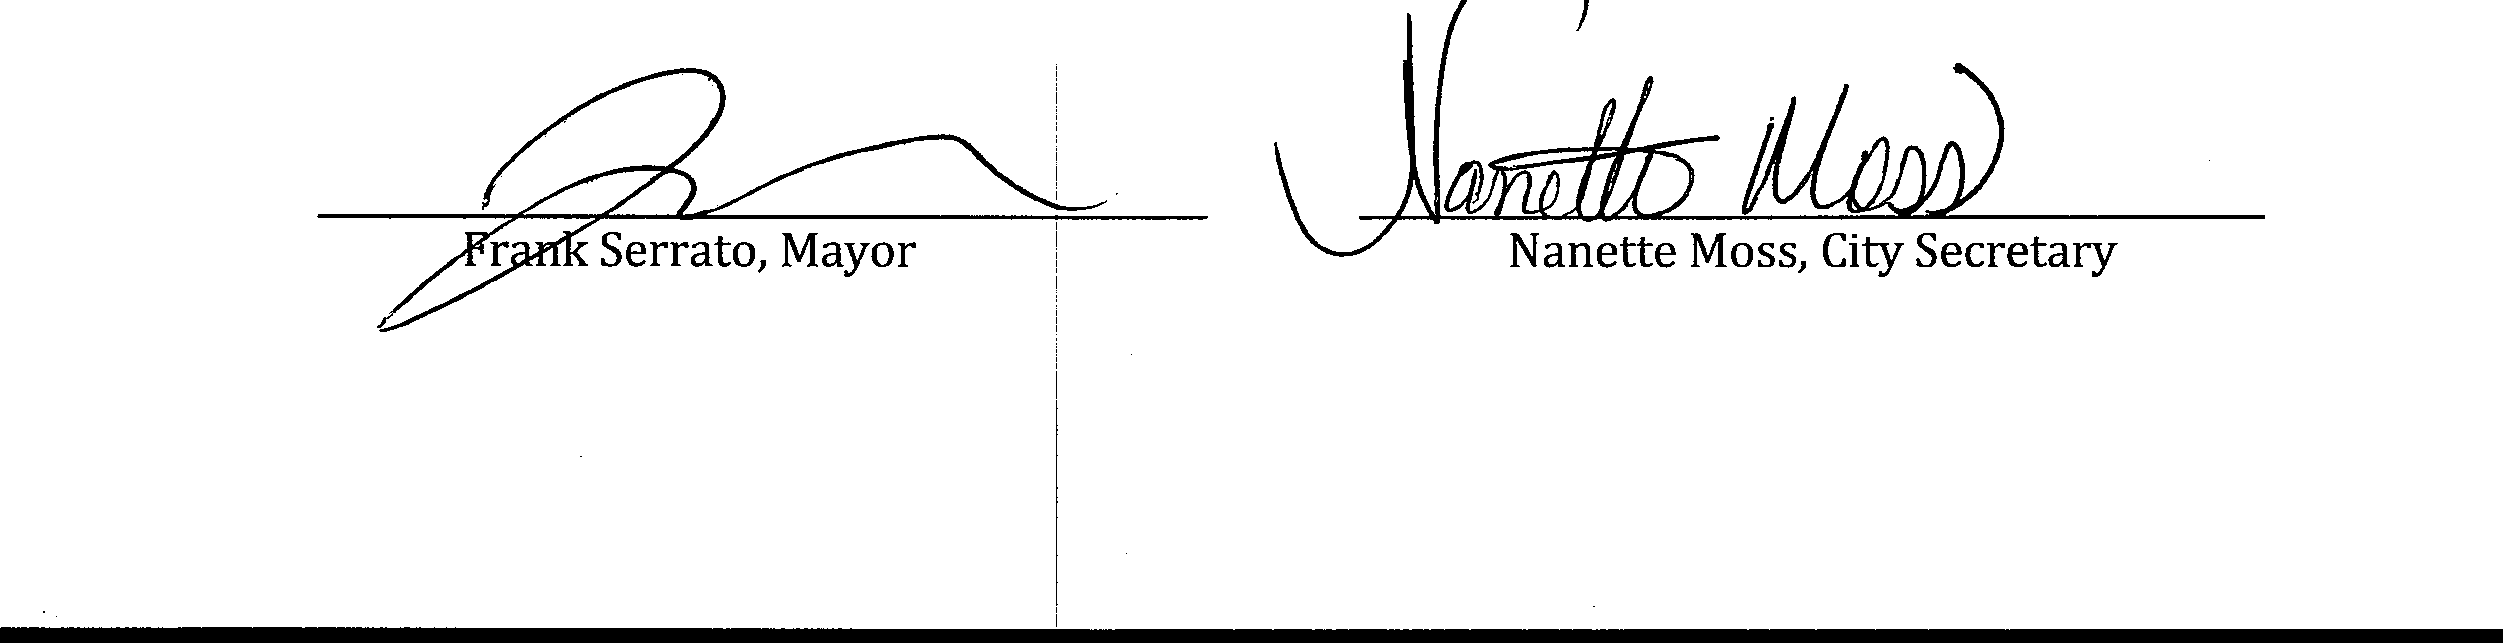 Nanette Moss
Frank Serrato, Mayor
Nanette Moss, City Secretary